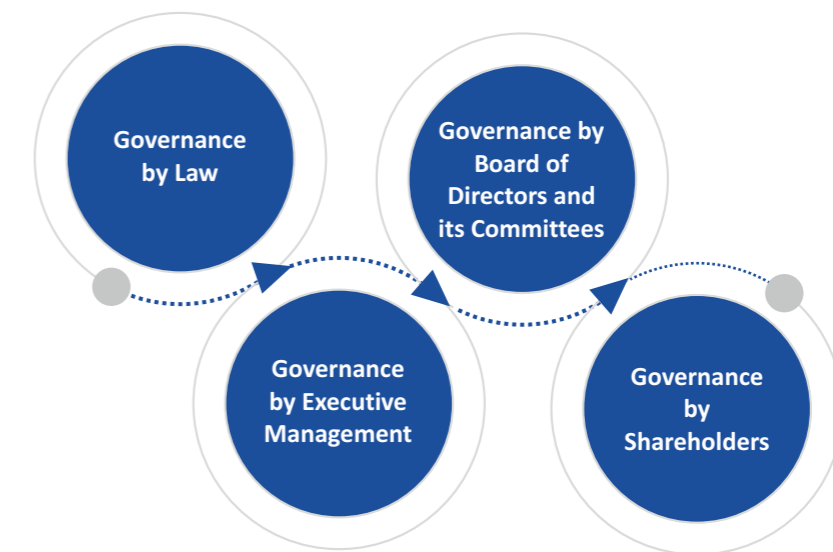 Governance
by Law
Governance
by Executive
Management
Governance by
Board of
Directors and
its Committees
Governance
by
Shareholders